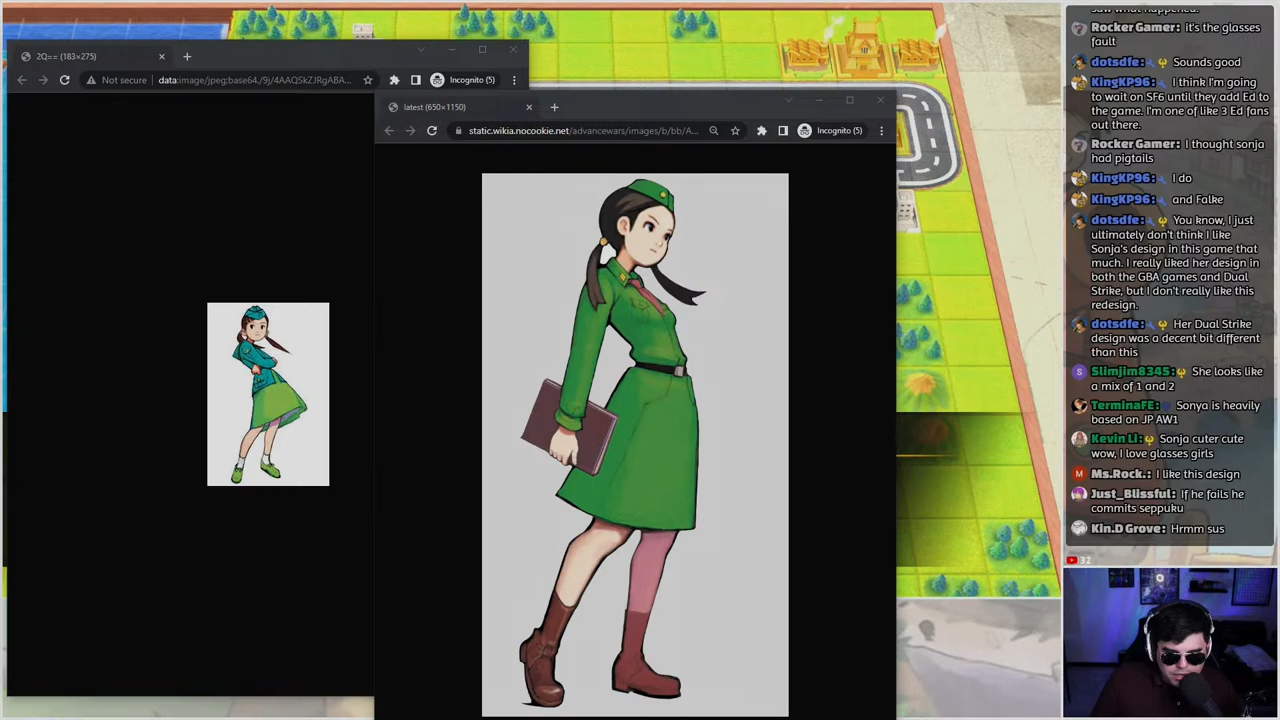 2Q== (183×275)
Not secure
data:image/jpeg;base64,/9j/4AAQSkZJRgABA...
Incognito (5)
latest (650×1150)
static.wikia.nocookie.net/advancewars/images/b/bb/A...
Incognito (5)
saw what happened.
Rocker Gamer: it's the glasses
fault
dotsdfe: Sounds good
KingKP96: I think I'm going
to wait on SF6 until they add Ed
to the game. I'm one of like 3 Ed fans
out there.
Rocker Gamer: I thought sonja
had pigtails
KingKP96: I do
KingKP96: and Falke
dotsdfe: You know, I just
ultimately don't think I like
Sonja's design in this game that
much. I really liked her design in
both the GBA games and Dual
Strike, but I don't really like this
redesign.
dotsdfe: Her Dual Strike
design was a decent bit different
than this
Slimjim8345: She looks like
a mix of 1 and 2
TerminaFE: Sonya is heavily
based on JP AW1
Kevin Li: Sonja cuter cute
wow, I love glasses girls
Ms.Rock.: I like this design
Just_Blissful: If he fails he
commits seppuku
Kin.D Grove: Hrmm sus
32